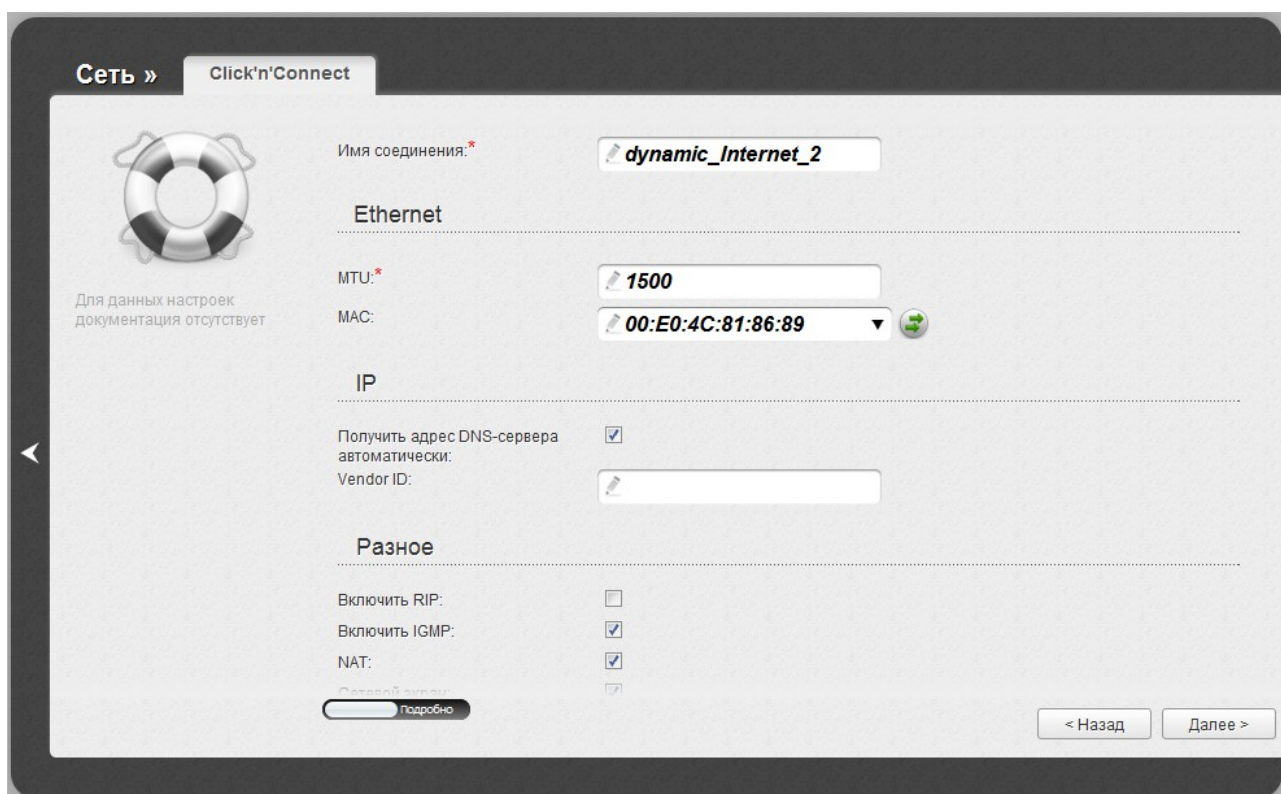 Сеть »
Click'n'Connect
Для данных настроек
документация отсутствует
Имя соединения:*
dynamic_Internet_2
Ethernet
MTU:*
1500
MAC:
00:E0:4C:81:86:89
IP
Получить адрес DNS-сервера
автоматически:
Vendor ID:
Разное
Включить RIP:
Включить IGMP:
NAT:
Сетевой экран:
Подробно
< Назад
Далее >